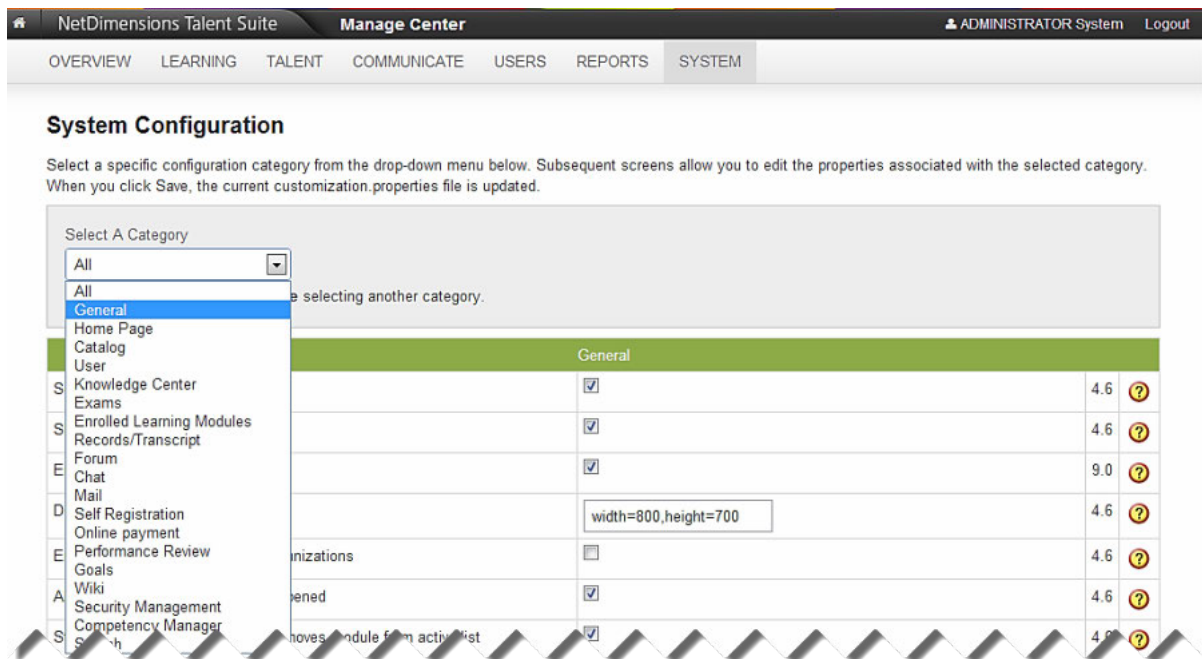 NetDimensions Talent Suite Manage Center ADMINISTRATOR System Logout
OVERVIEW LEARNING TALENT COMMUNICATE USERS REPORTS SYSTEM
System Configuration
Select a specific configuration category from the drop-down menu below. Subsequent screens allow you to edit the properties associated with the selected category.
When you click Save, the current customization.properties file is updated.
Select A Category
All
All
General
selecting another category.
Home Page
Catalog
General
User
Knowledge Center
S 4.6 ?
Exams
Enrolled Learning Modules
S 4.6 ?
Records/Transcript
Forum
E 9.0 ?
Chat
Mail
D width=800,height=700 4.6 ?
Self Registration
Online payment
Performance Review
E 4.6 ?
Goals
Wiki
A 4.6 ?
Security Management
Competency Manager
S list ?